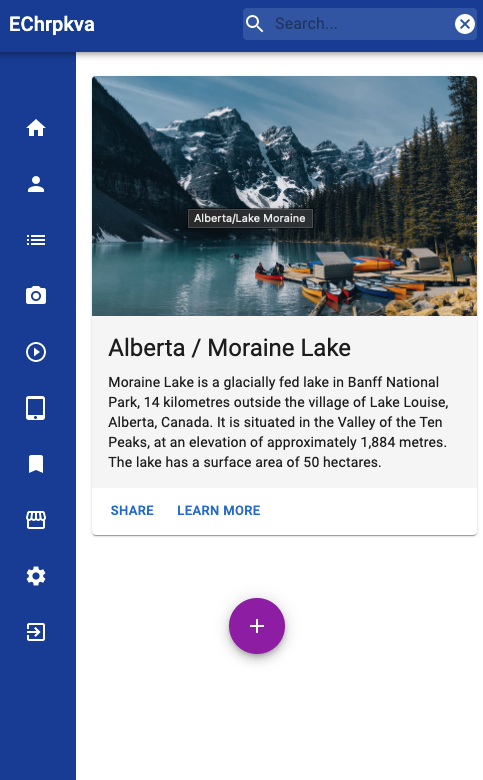 EChrpkva
Search...
Alberta/Lake Moraine
Alberta / Moraine Lake
Moraine Lake is a glacially fed lake in Banff National
Park, 14 kilometres outside the village of Lake Louise,
Alberta, Canada. It is situated in the Valley of the Ten
Peaks, at an elevation of approximately 1,884 metres.
The lake has a surface area of 50 hectares.
SHARE LEARN MORE